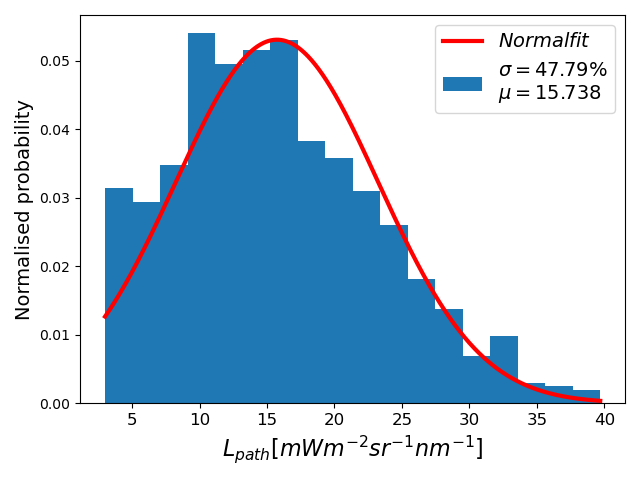 Normalfit
σ = 47.79%
μ = 15.738
Normalised probability
0.05
0.04
0.03
0.02
0.01
0.00
5 10 15 20 25 30 35 40
L_path[mWm⁻²sr⁻¹nm⁻¹]